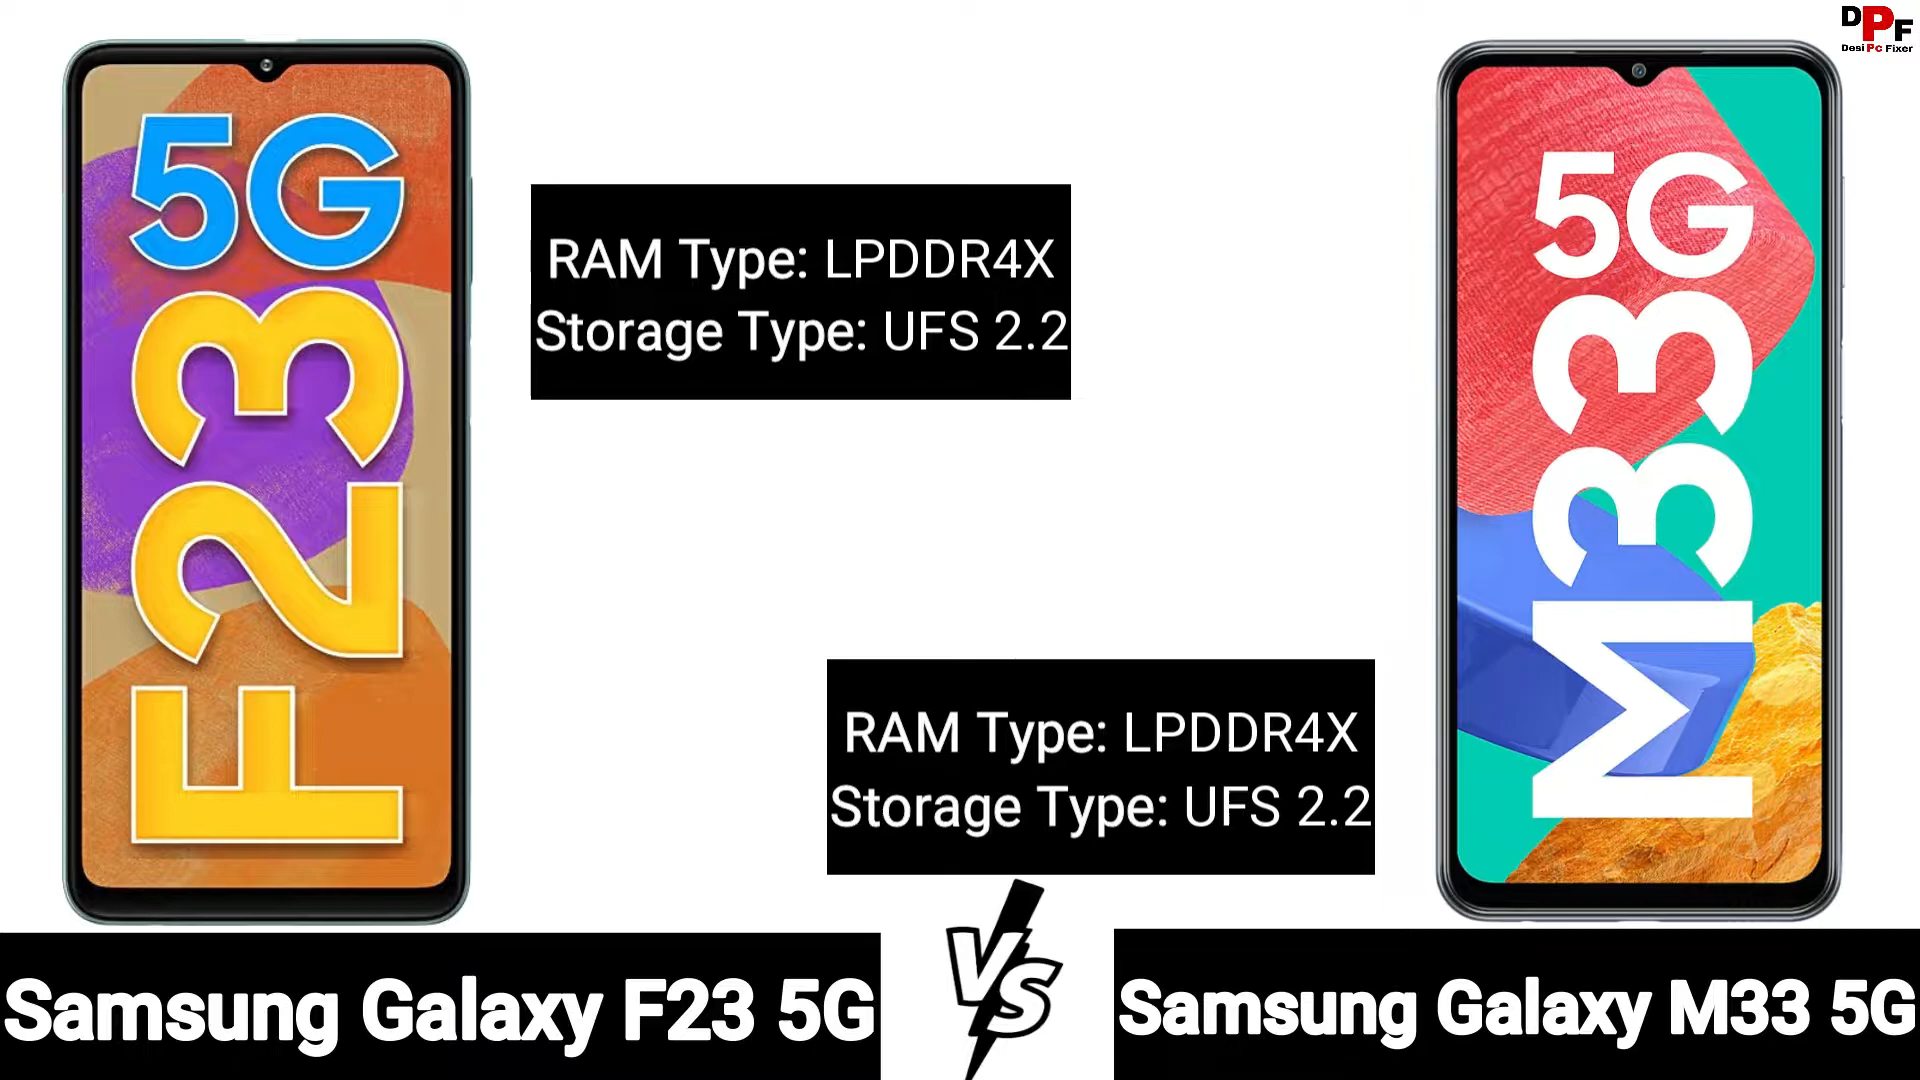 DPF
Desi Pc Fixer
5G
F23
5G
M33
RAM Type: LPDDR4X
Storage Type: UFS 2.2
RAM Type: LPDDR4X
Storage Type: UFS 2.2
Samsung Galaxy F23 5G
VS
Samsung Galaxy M33 5G